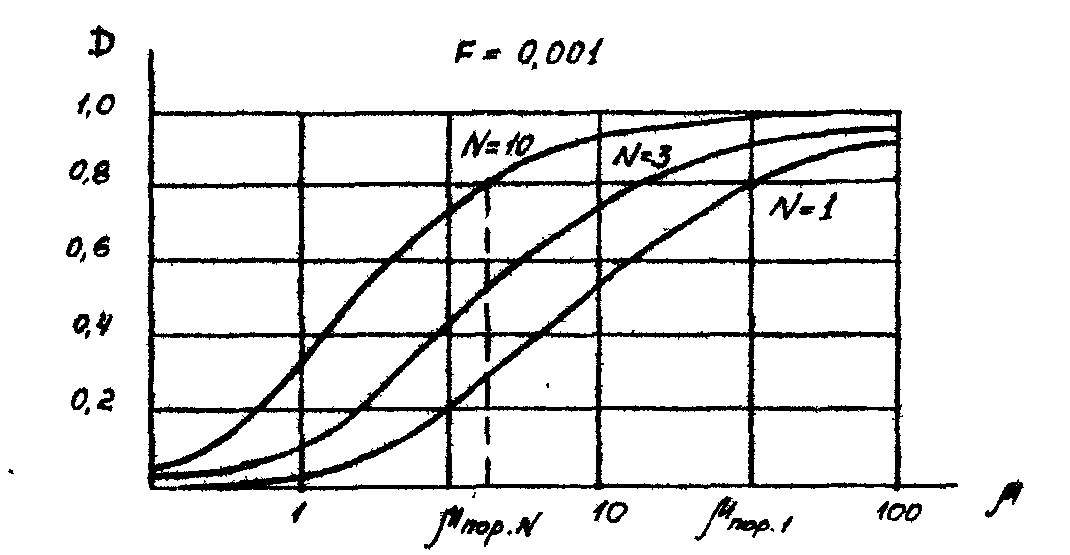 D
F = 0,001
1,0
N=10
N=3
0,8
N=1
0,6
0,4
0,2
1
μпор.N
10
μпор.1
100
μ